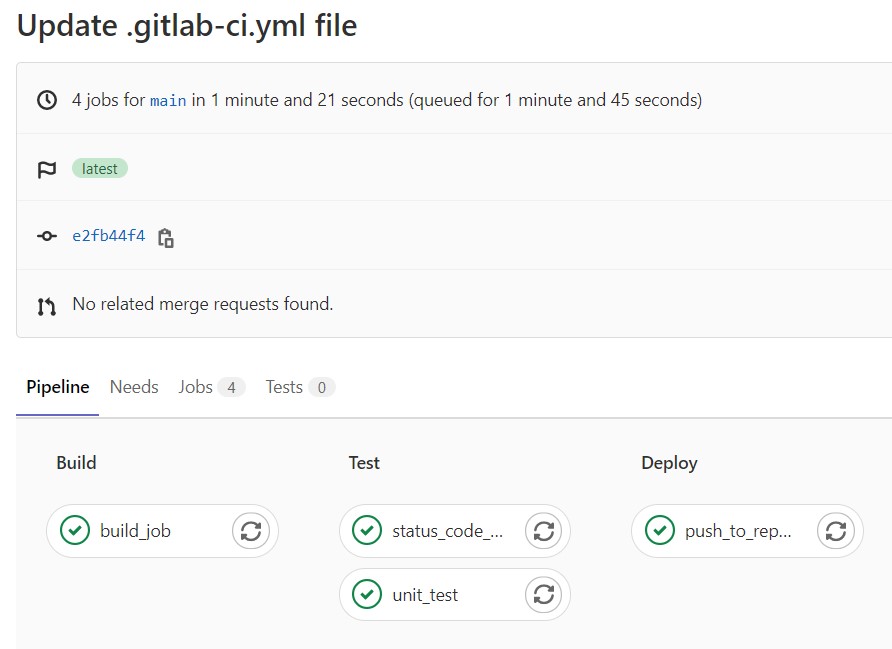 Update .gitlab-ci.yml file
4 jobs for main in 1 minute and 21 seconds (queued for 1 minute and 45 seconds)
latest
e2fb44f4
No related merge requests found.
Pipeline Needs Jobs 4 Tests 0
Build Test Deploy
build_job status_code_... push_to_rep...
unit_test